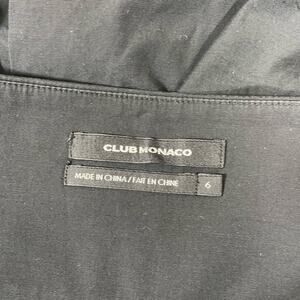 CLUB MONACO
MADE IN CHINA / FAIT EN CHINE 6